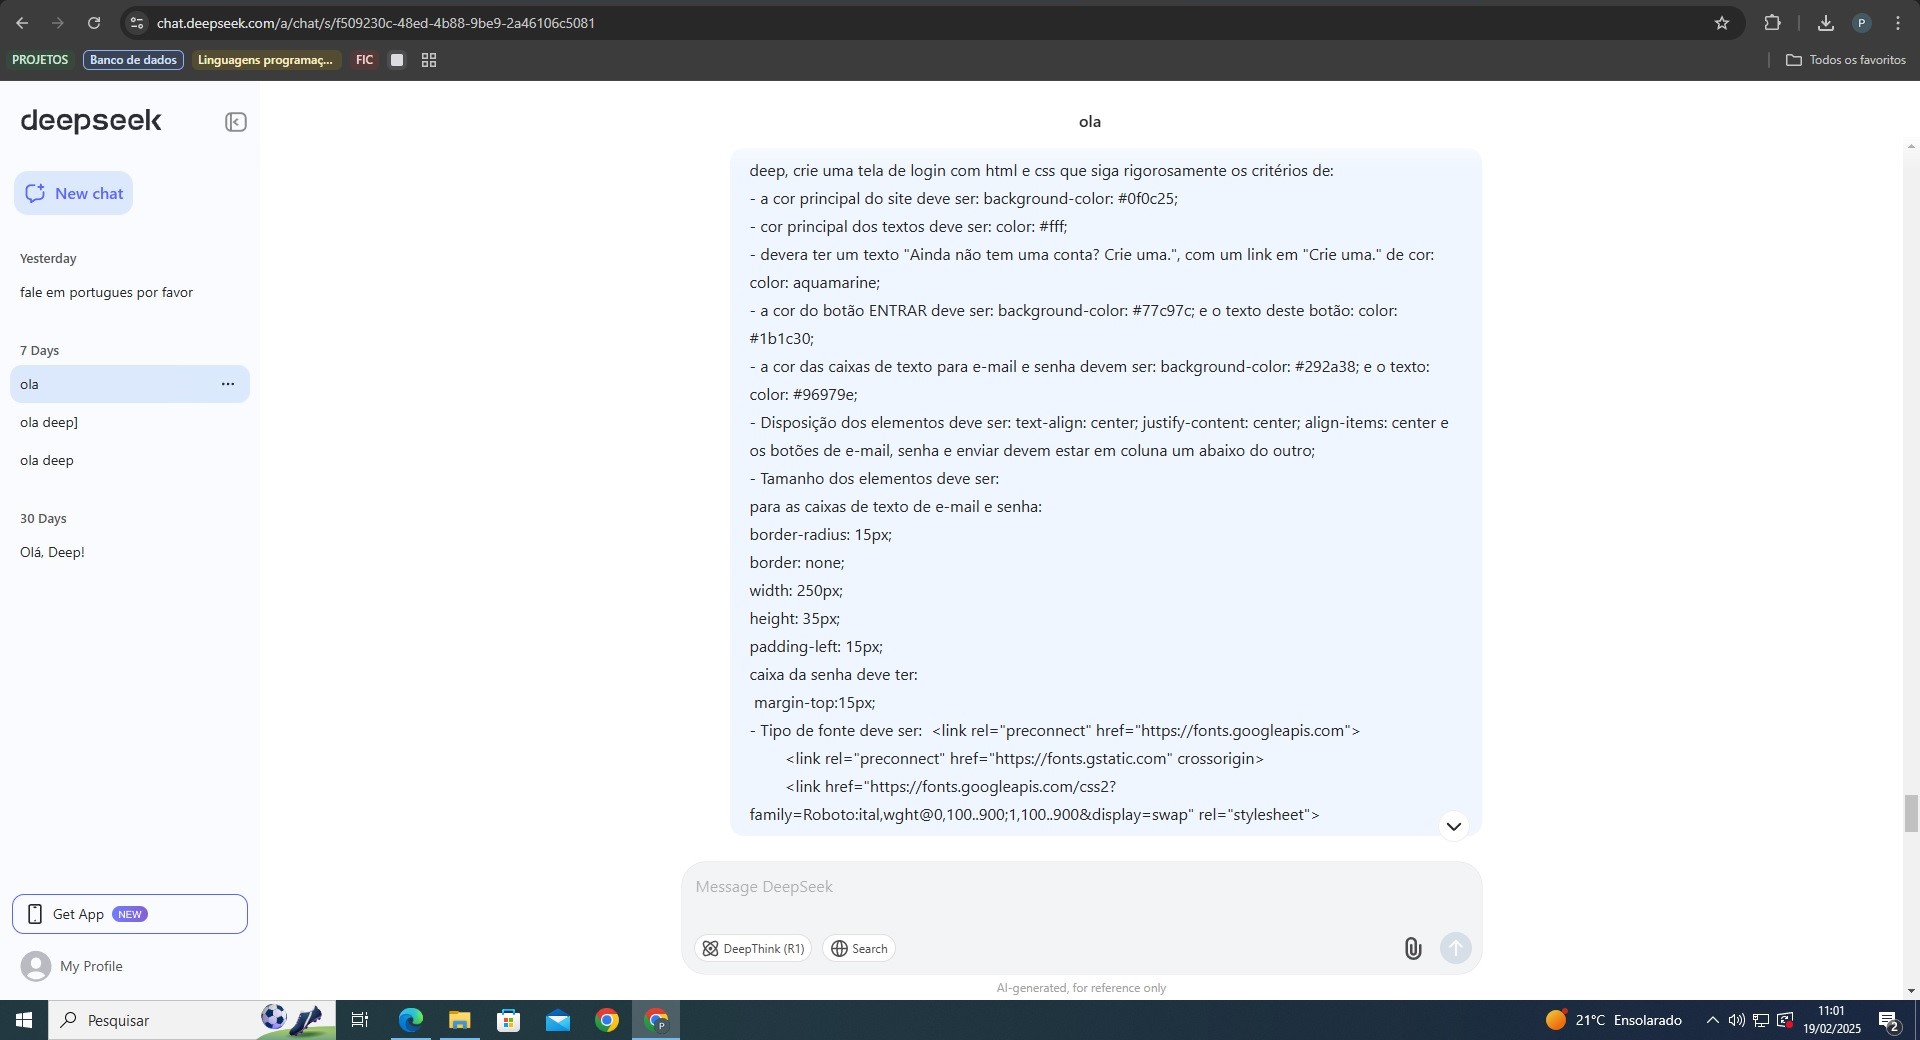 chat.deepseek.com/a/chat/s/f509230c-48ed-4b88-9be9-2a46106c5081
P
PROJETOS
Banco de dados
Linguagens programaç...
FIC
Todos os favoritos
deepseek
New chat
Yesterday
fale em portugues por favor
7 Days
ola
ola deep]
ola deep
30 Days
Olá, Deep!
Get App NEW
My Profile
ola
deep, crie uma tela de login com html e css que siga rigorosamente os critérios de:
- a cor principal do site deve ser: background-color: #0f0c25;
- cor principal dos textos deve ser: color: #fff;
- devera ter um texto "Ainda não tem uma conta? Crie uma.", com um link em "Crie uma." de cor:
color: aquamarine;
- a cor do botão ENTRAR deve ser: background-color: #77c97c; e o texto deste botão: color:
#1b1c30;
- a cor das caixas de texto para e-mail e senha devem ser: background-color: #292a38; e o texto:
color: #96979e;
- Disposição dos elementos deve ser: text-align: center; justify-content: center; align-items: center e
os botões de e-mail, senha e enviar devem estar em coluna um abaixo do outro;
- Tamanho dos elementos deve ser:
para as caixas de texto de e-mail e senha:
border-radius: 15px;
border: none;
width: 250px;
height: 35px;
padding-left: 15px;
caixa da senha deve ter:
margin-top:15px;
- Tipo de fonte deve ser:  <link rel="preconnect" href="https://fonts.googleapis.com">
<link rel="preconnect" href="https://fonts.gstatic.com" crossorigin>
<link href="https://fonts.googleapis.com/css2?
family=Roboto:ital,wght@0,100..900;1,100..900&display=swap" rel="stylesheet">
Message DeepSeek
DeepThink (R1)
Search
AI-generated, for reference only
Pesquisar
P
21°C Ensolarado
11:01
19/02/2025
2